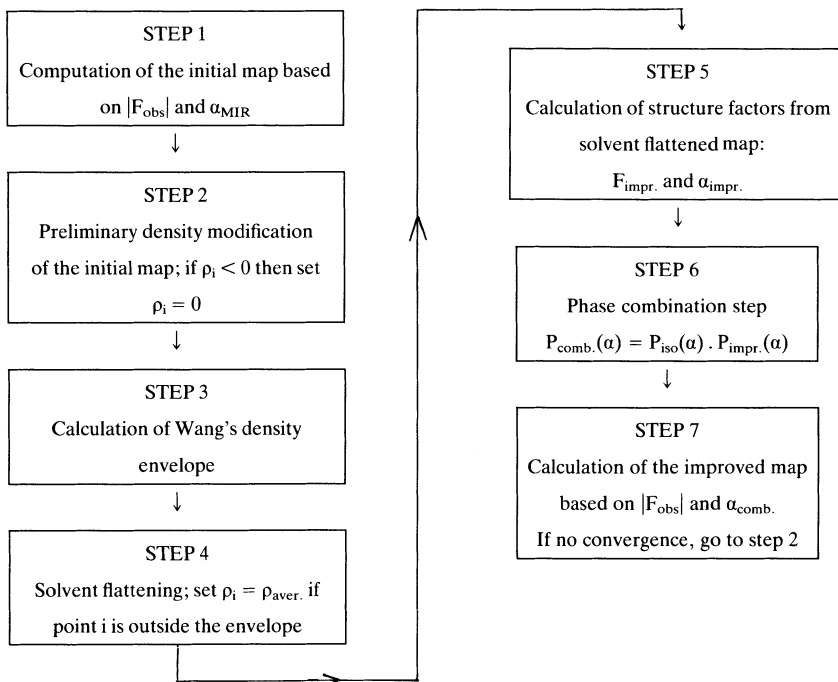 STEP 1
Computation of the initial map based
on |F_obs| and α_MIR
STEP 2
Preliminary density modification
of the initial map; if ρ_i < 0 then set
ρ_i = 0
STEP 3
Calculation of Wang's density
envelope
STEP 4
Solvent flattening; set ρ_i = ρ_aver. if
point i is outside the envelope
STEP 5
Calculation of structure factors from
solvent flattened map:
F_impr. and α_impr.
STEP 6
Phase combination step
P_comb.(α) = P_iso(α) . P_impr.(α)
STEP 7
Calculation of the improved map
based on |F_obs| and α_comb.
If no convergence, go to step 2